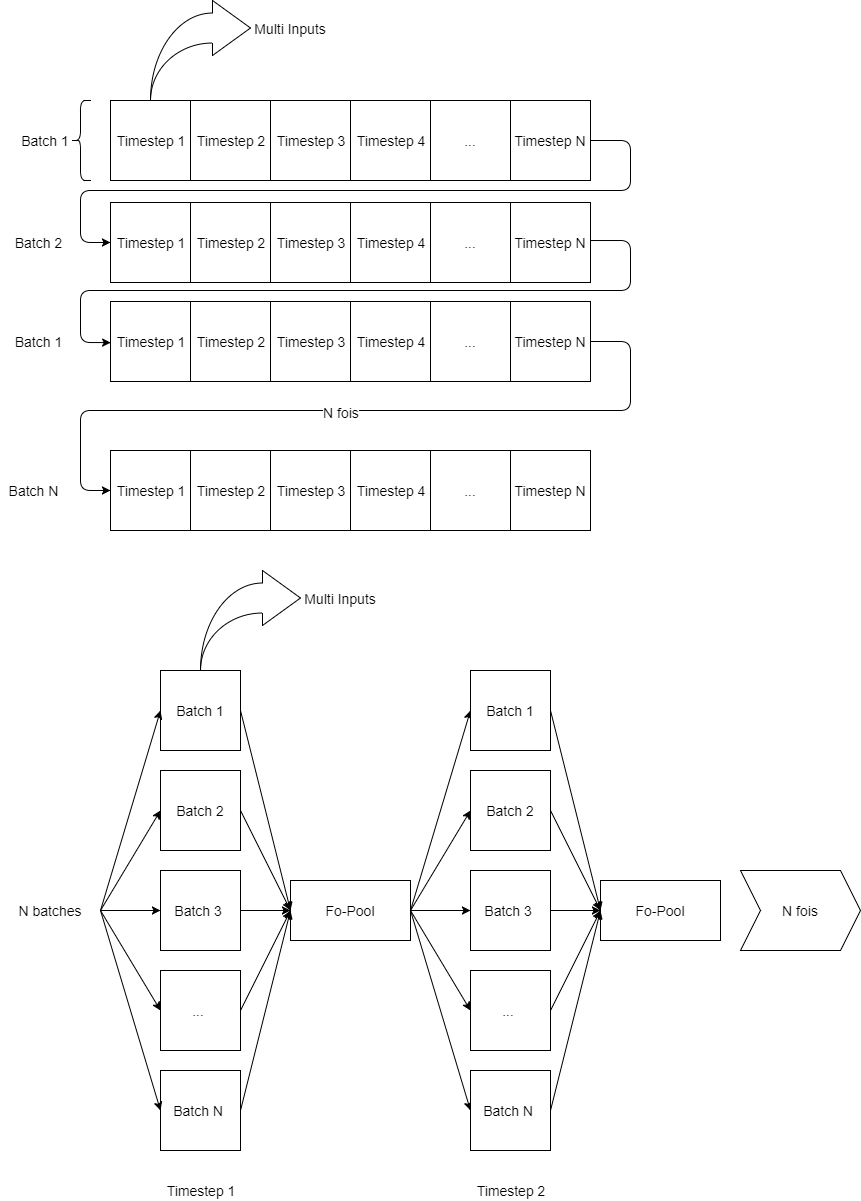 Multi Inputs
Batch 1
Timestep 1 Timestep 2 Timestep 3 Timestep 4 ... Timestep N
Batch 2
Timestep 1 Timestep 2 Timestep 3 Timestep 4 ... Timestep N
Batch 1
Timestep 1 Timestep 2 Timestep 3 Timestep 4 ... Timestep N
N fois
Batch N
Timestep 1 Timestep 2 Timestep 3 Timestep 4 ... Timestep N
Multi Inputs
Batch 1 Batch 1
Batch 2 Batch 2
N batches Batch 3 Fo-Pool Batch 3 Fo-Pool N fois
... ...
Batch N Batch N
Timestep 1 Timestep 2